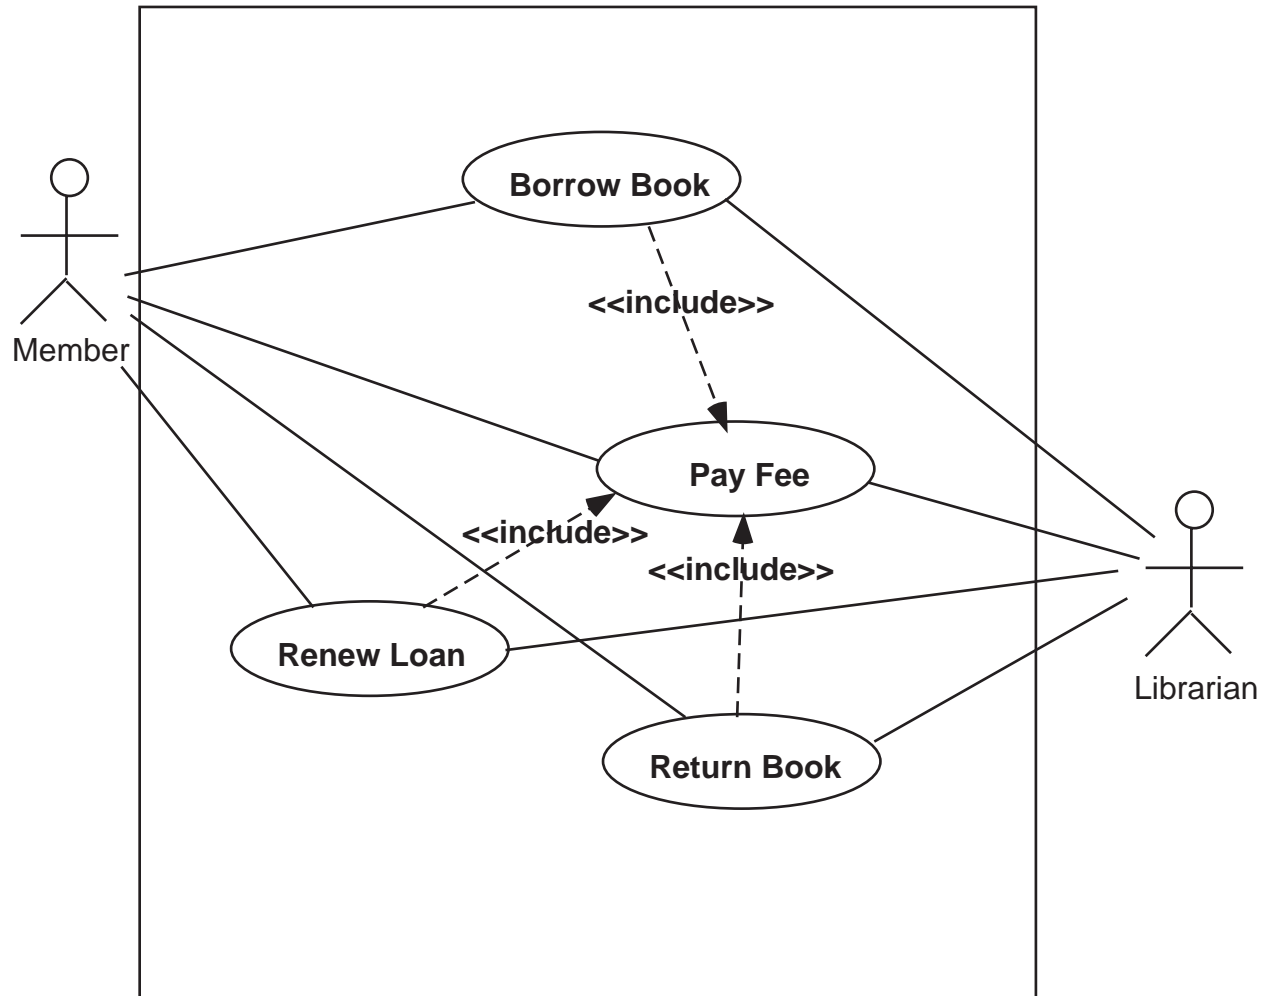 Borrow Book
<<include>>
Member
Pay Fee
<<include>>
<<include>>
Renew Loan
Librarian
Return Book